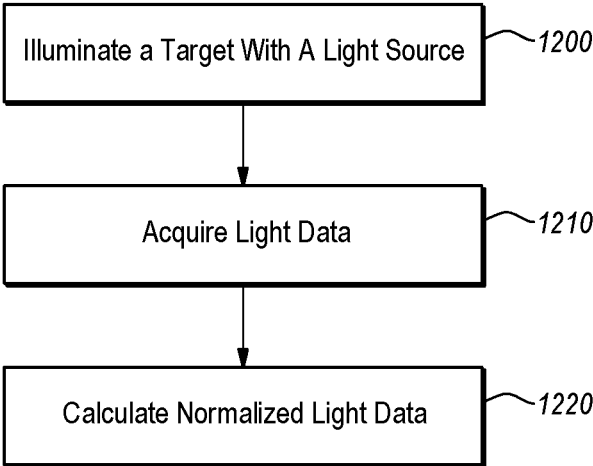 Illuminate a Target With A Light Source
1200
Acquire Light Data
1210
Calculate Normalized Light Data
1220